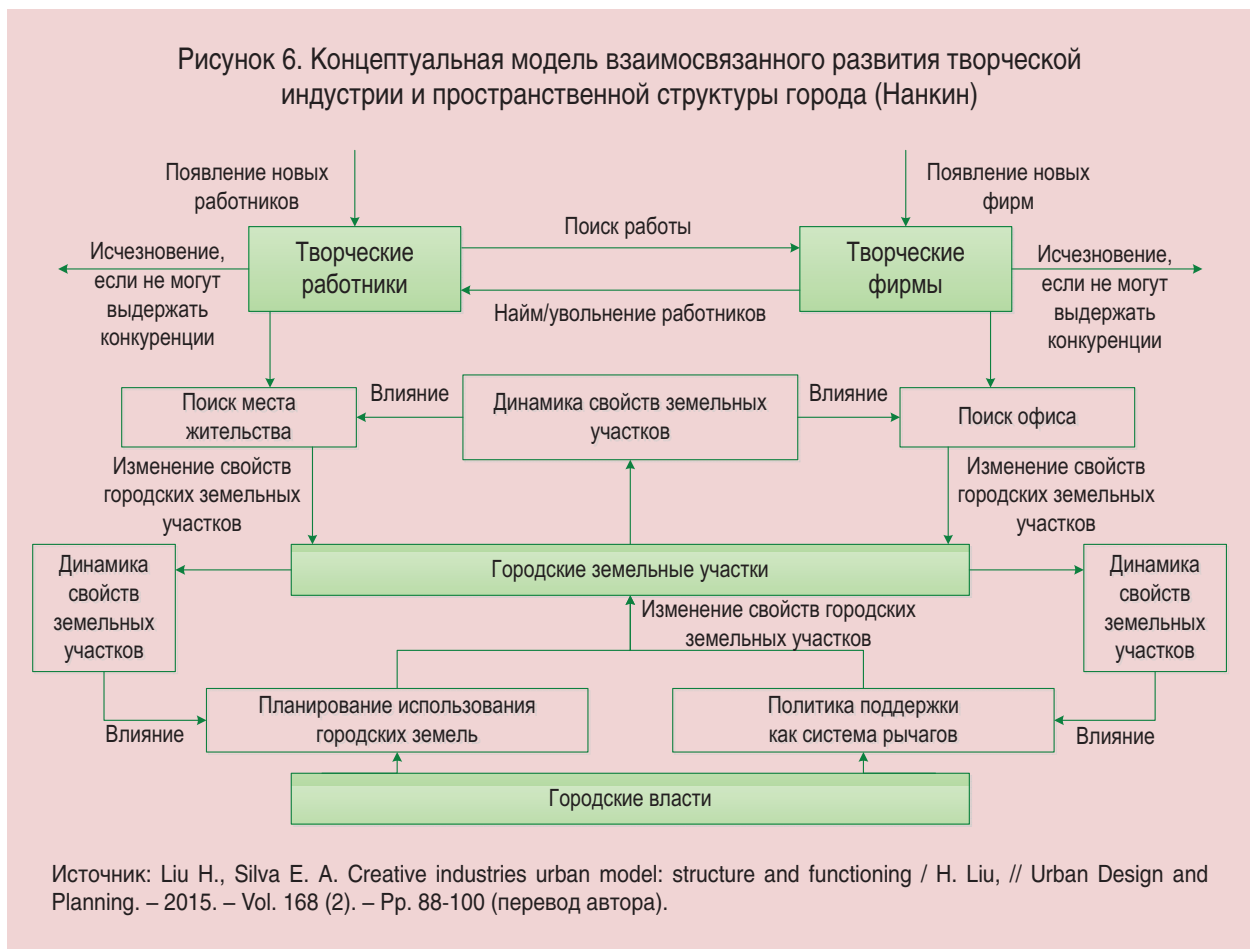 Рисунок 6. Концептуальная модель взаимосвязанного развития творческой
индустрии и пространственной структуры города (Нанкин)
Появление новых
работников
Появление новых
фирм
Исчезновение,
если не могут
выдержать
конкуренции
Творческие
работники
Поиск работы
Найм/увольнение работников
Творческие
фирмы
Исчезновение,
если не могут
выдержать
конкуренции
Поиск места
жительства
Влияние
Динамика свойств земельных
участков
Влияние
Поиск офиса
Изменение свойств
городских земельных
участков
Изменение свойств
городских земельных
участков
Динамика
свойств
земельных
участков
Городские земельные участки
Динамика
свойств
земельных
участков
Изменение свойств городских
земельных участков
Влияние
Планирование использования
городских земель
Политика поддержки
как система рычагов
Влияние
Городские власти
Источник: Liu H., Silva E. A. Creative industries urban model: structure and functioning / H. Liu, // Urban Design and
Planning. – 2015. – Vol. 168 (2). – Pp. 88-100 (перевод автора).